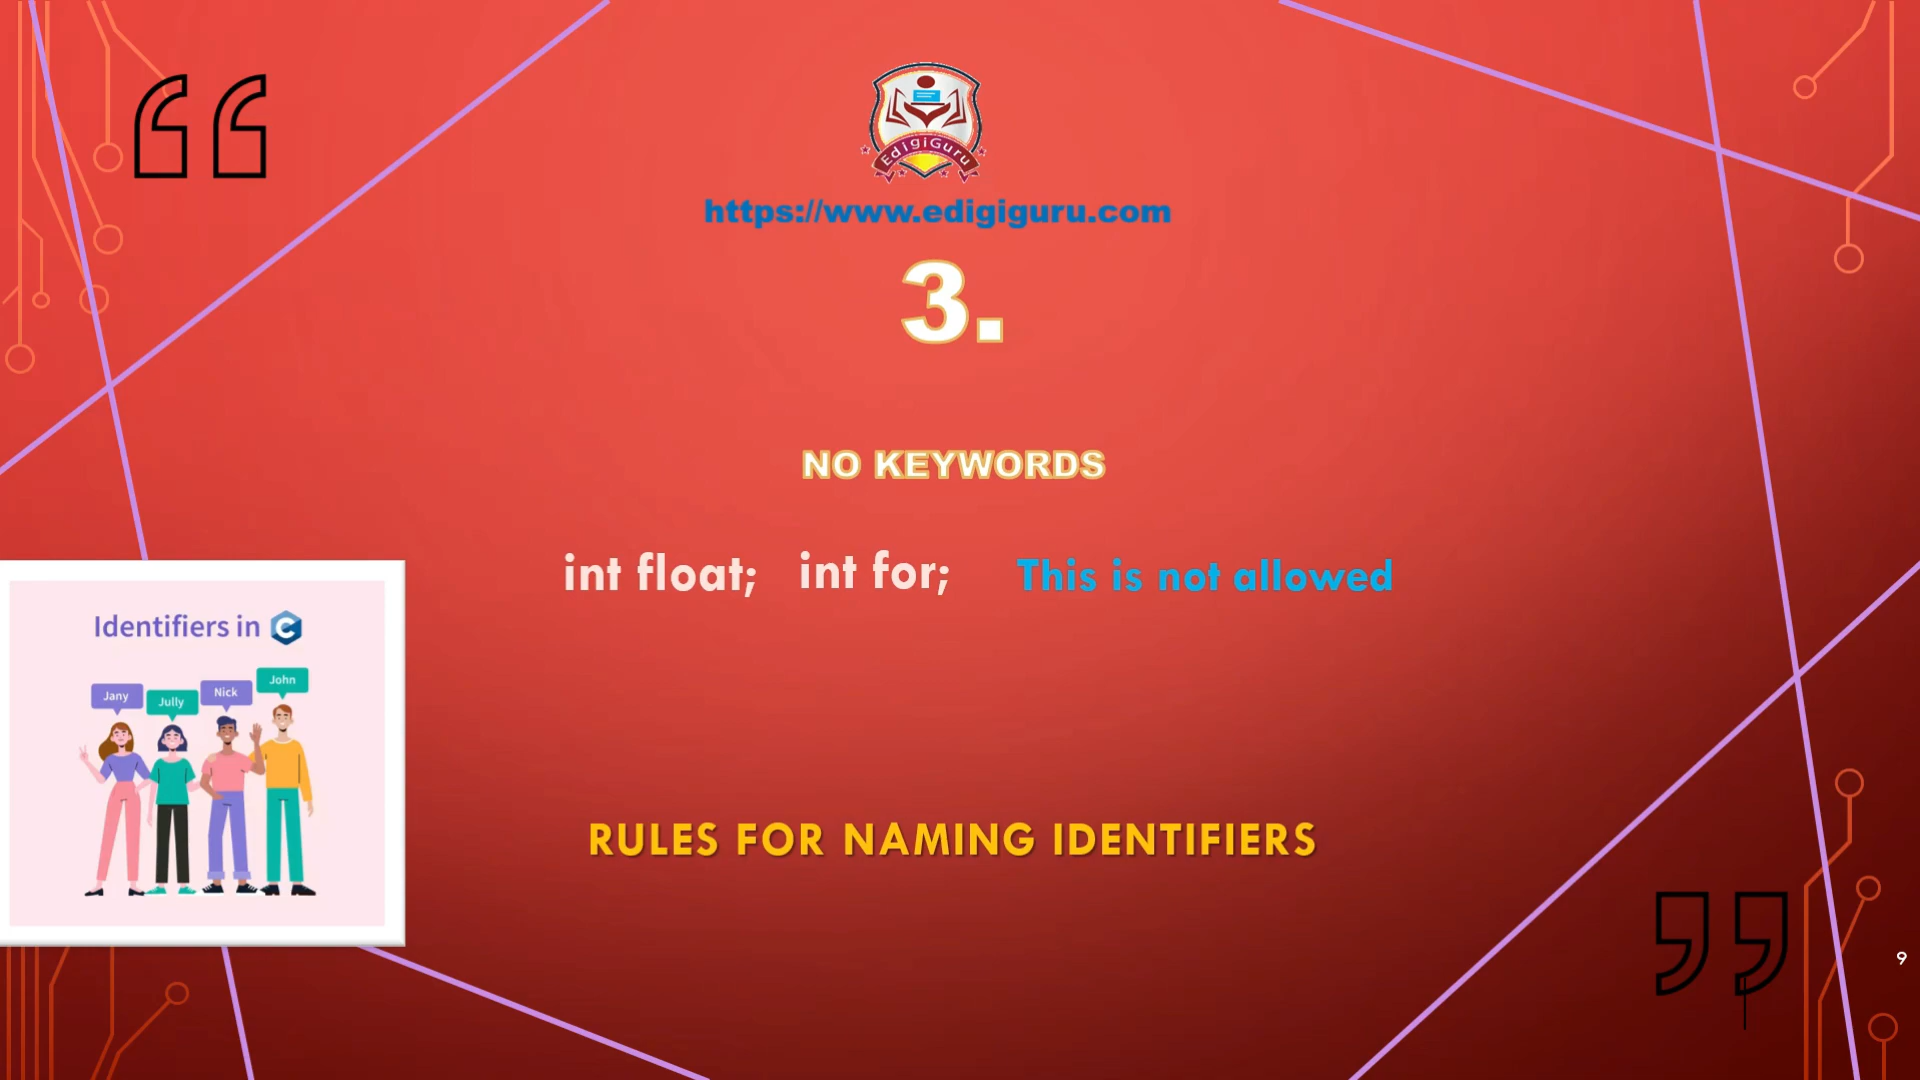 EdigiGuru
https://www.edigiguru.com
3.
NO KEYWORDS
int float; int for; This is not allowed
Identifiers in C
Jany Jully Nick John
RULES FOR NAMING IDENTIFIERS
9